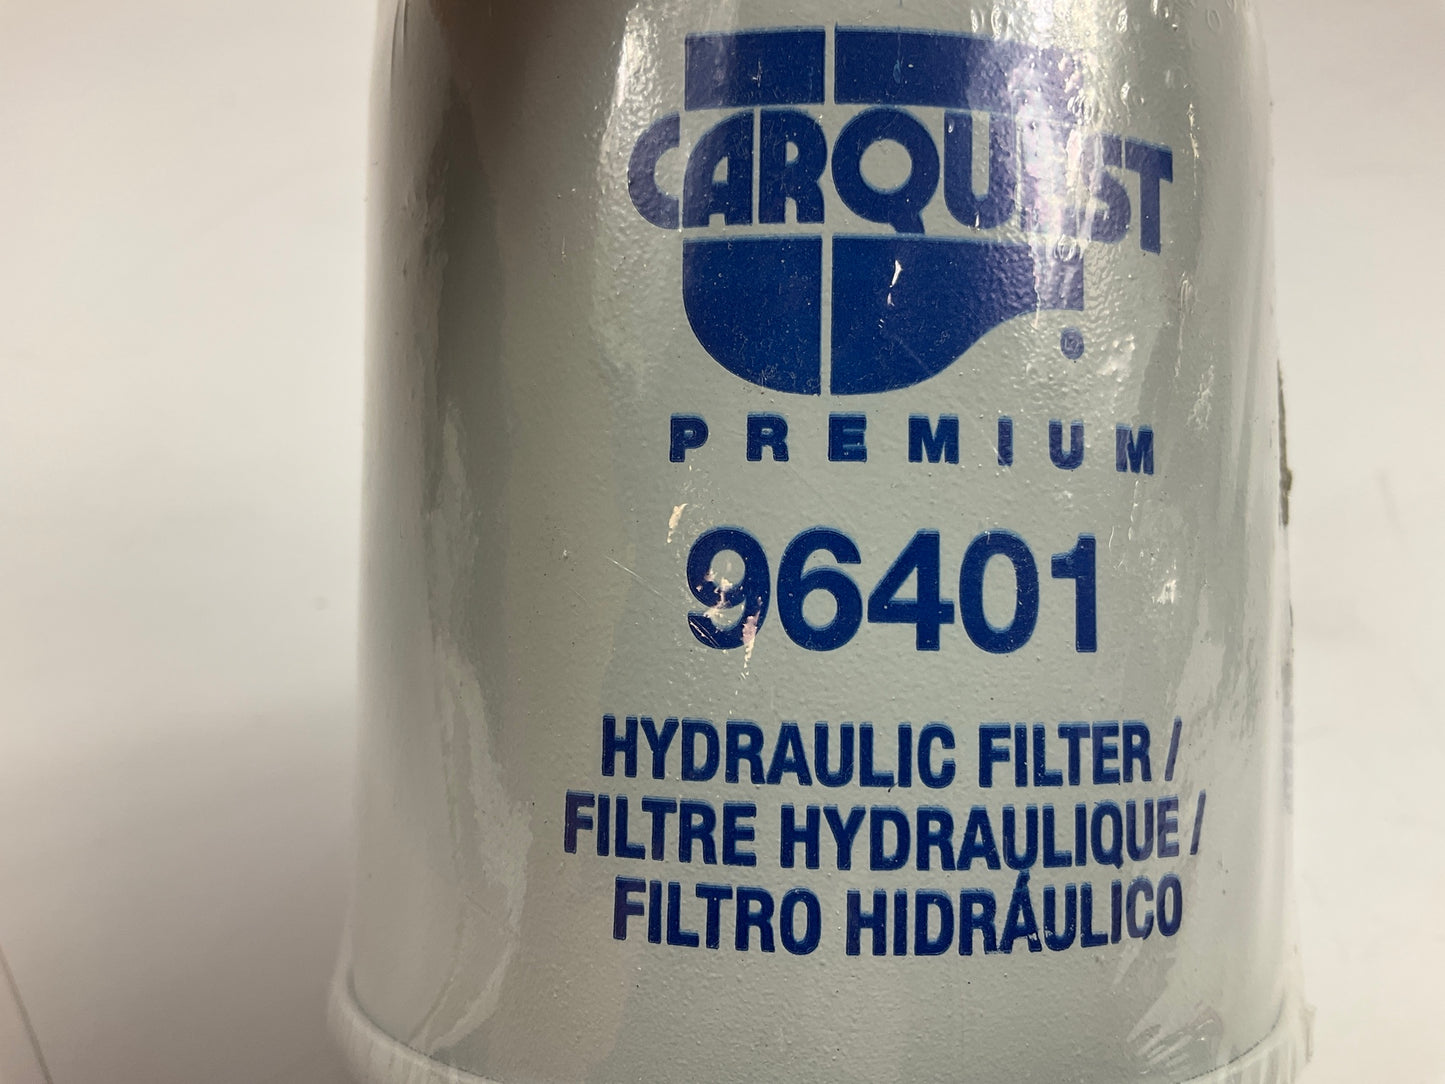 CARQUEST
PREMIUM
96401
HYDRAULIC FILTER /
FILTRE HYDRAULIQUE /
FILTRO HIDRÁULICO